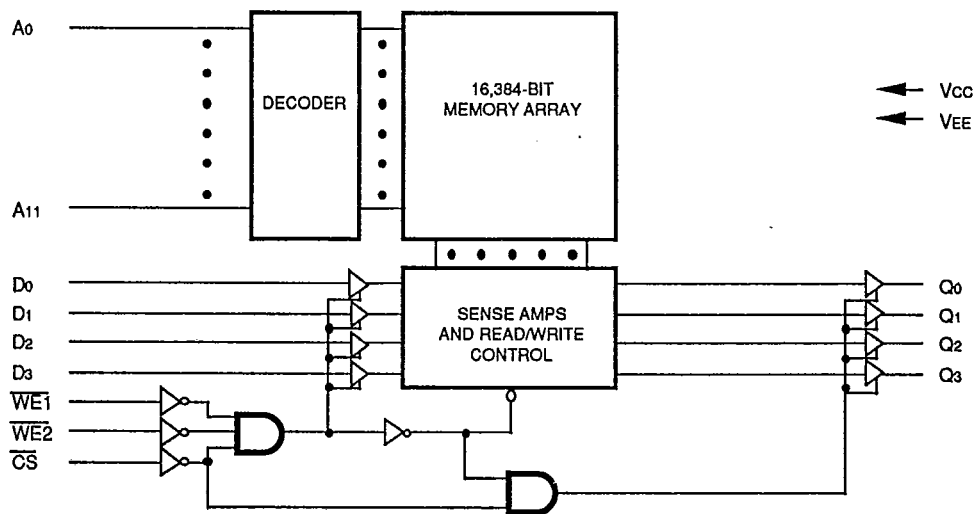 A0
DECODER
16,384-BIT
MEMORY ARRAY
VCC
VEE
A11
D0
D1
D2
D3
SENSE AMPS
AND READ/WRITE
CONTROL
Q0
Q1
Q2
Q3
WE1
WE2
CS